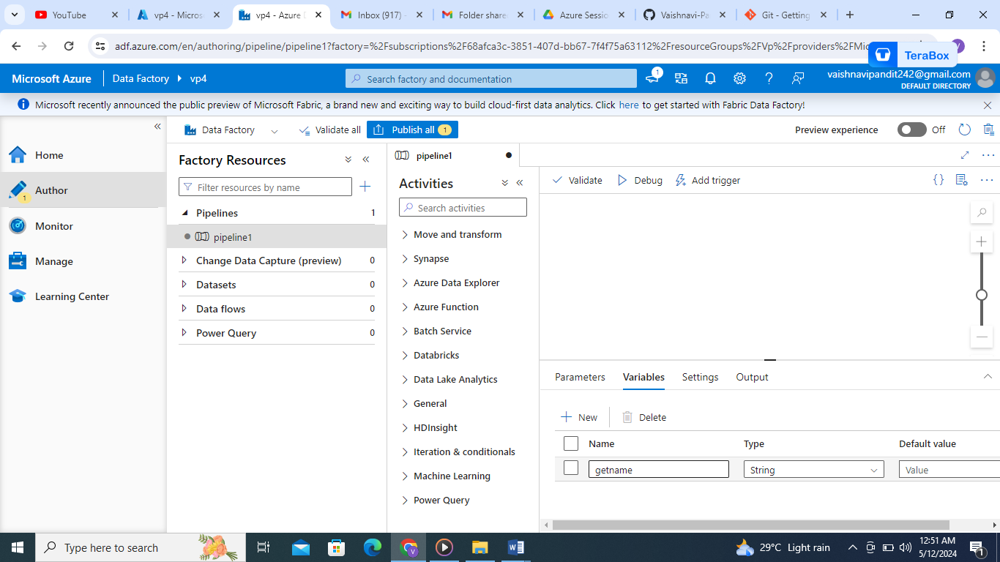 YouTube
vp4 - Micros
vp4 - Azure D
Inbox (917) -
Folder share
Azure Sessio
Vaishnavi-Pa
Git - Getting
adf.azure.com/en/authoring/pipeline/pipeline1?factory=%2Fsubscriptions%2F68afca3c-3851-407d-bb67-7f4f75a63112%2FresourceGroups%2FVp%2Fproviders%2FMic
V
TeraBox
Microsoft Azure
Data Factory
vp4
Search factory and documentation
1
vaishnavipandit242@gmail.com
DEFAULT DIRECTORY
Microsoft recently announced the public preview of Microsoft Fabric, a brand new and exciting way to build cloud-first data analytics. Click here to get started with Fabric Data Factory!
Home
Author
1
Monitor
Manage
Learning Center
Data Factory
Validate all
Publish all 1
Preview experience
Off
Factory Resources
Filter resources by name
Pipelines 1
pipeline1
Change Data Capture (preview) 0
Datasets 0
Data flows 0
Power Query 0
pipeline1
Activities
Search activities
Move and transform
Synapse
Azure Data Explorer
Azure Function
Batch Service
Databricks
Data Lake Analytics
General
HDInsight
Iteration & conditionals
Machine Learning
Power Query
Validate
Debug
Add trigger
Parameters
Variables
Settings
Output
New
Delete
Name
Type
Default value
getname
String
Value
Type here to search
29°C Light rain
12:51 AM
5/12/2024
1